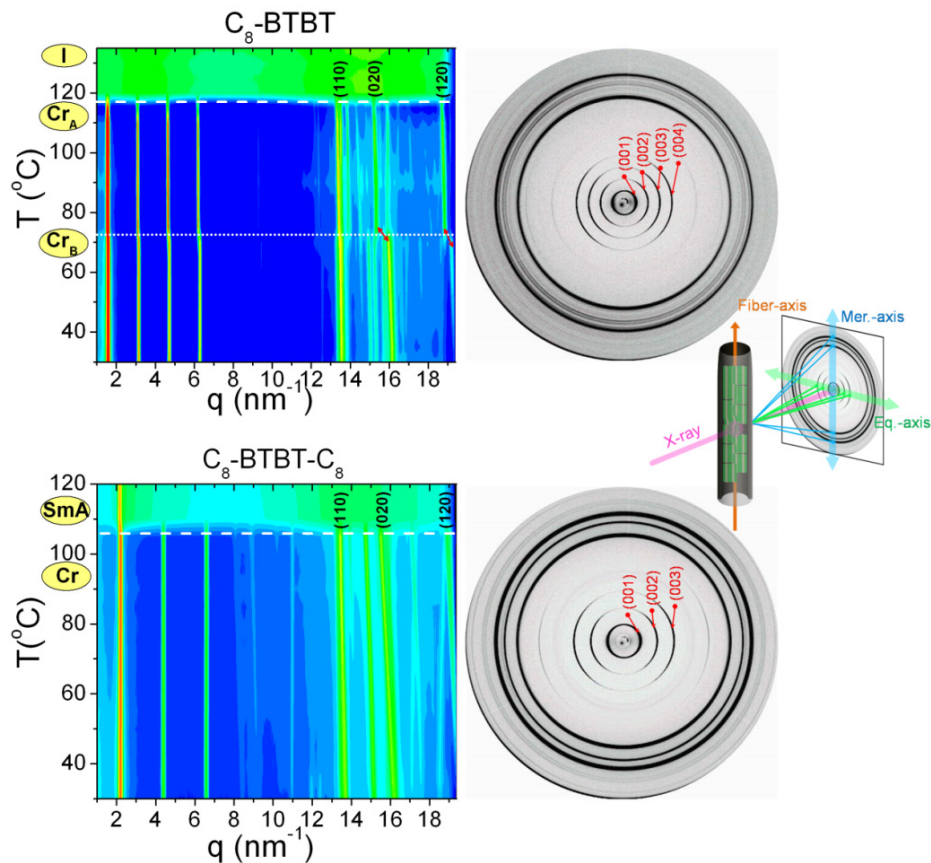 C₈-BTBT
I
Cr_A
Cr_B
T (°C)
120
100
80
60
40
(110)
(020)
(120)
2 4 6 8 10 12 14 16 18
q (nm⁻¹)
(001)
(002)
(003)
(004)
Fiber-axis
Mer.-axis
X-ray
Eq.-axis
C₈-BTBT-C₈
SmA
Cr
T(°C)
120
100
80
60
40
(110)
(020)
(120)
2 4 6 8 10 12 14 16 18
q (nm⁻¹)
(001)
(002)
(003)